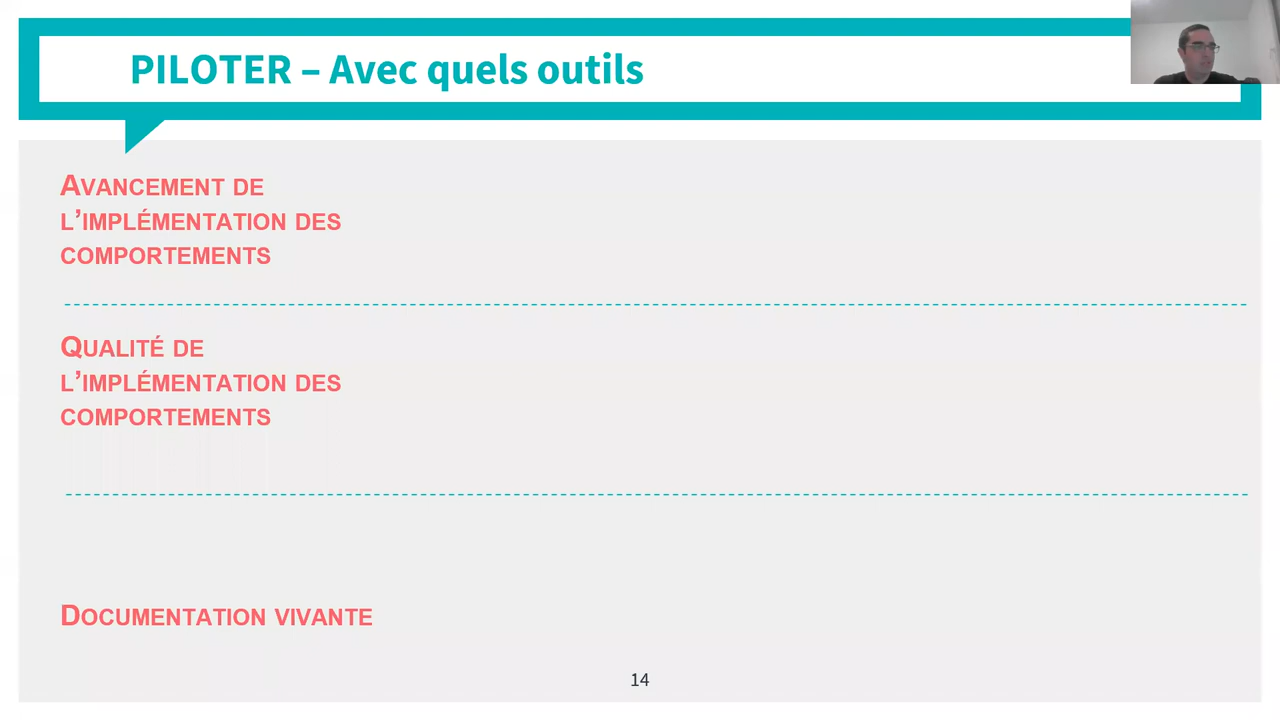 PILOTER – Avec quels outils
Avancement de
l’implémentation des
comportements
Qualité de
l’implémentation des
comportements
Documentation vivante
14